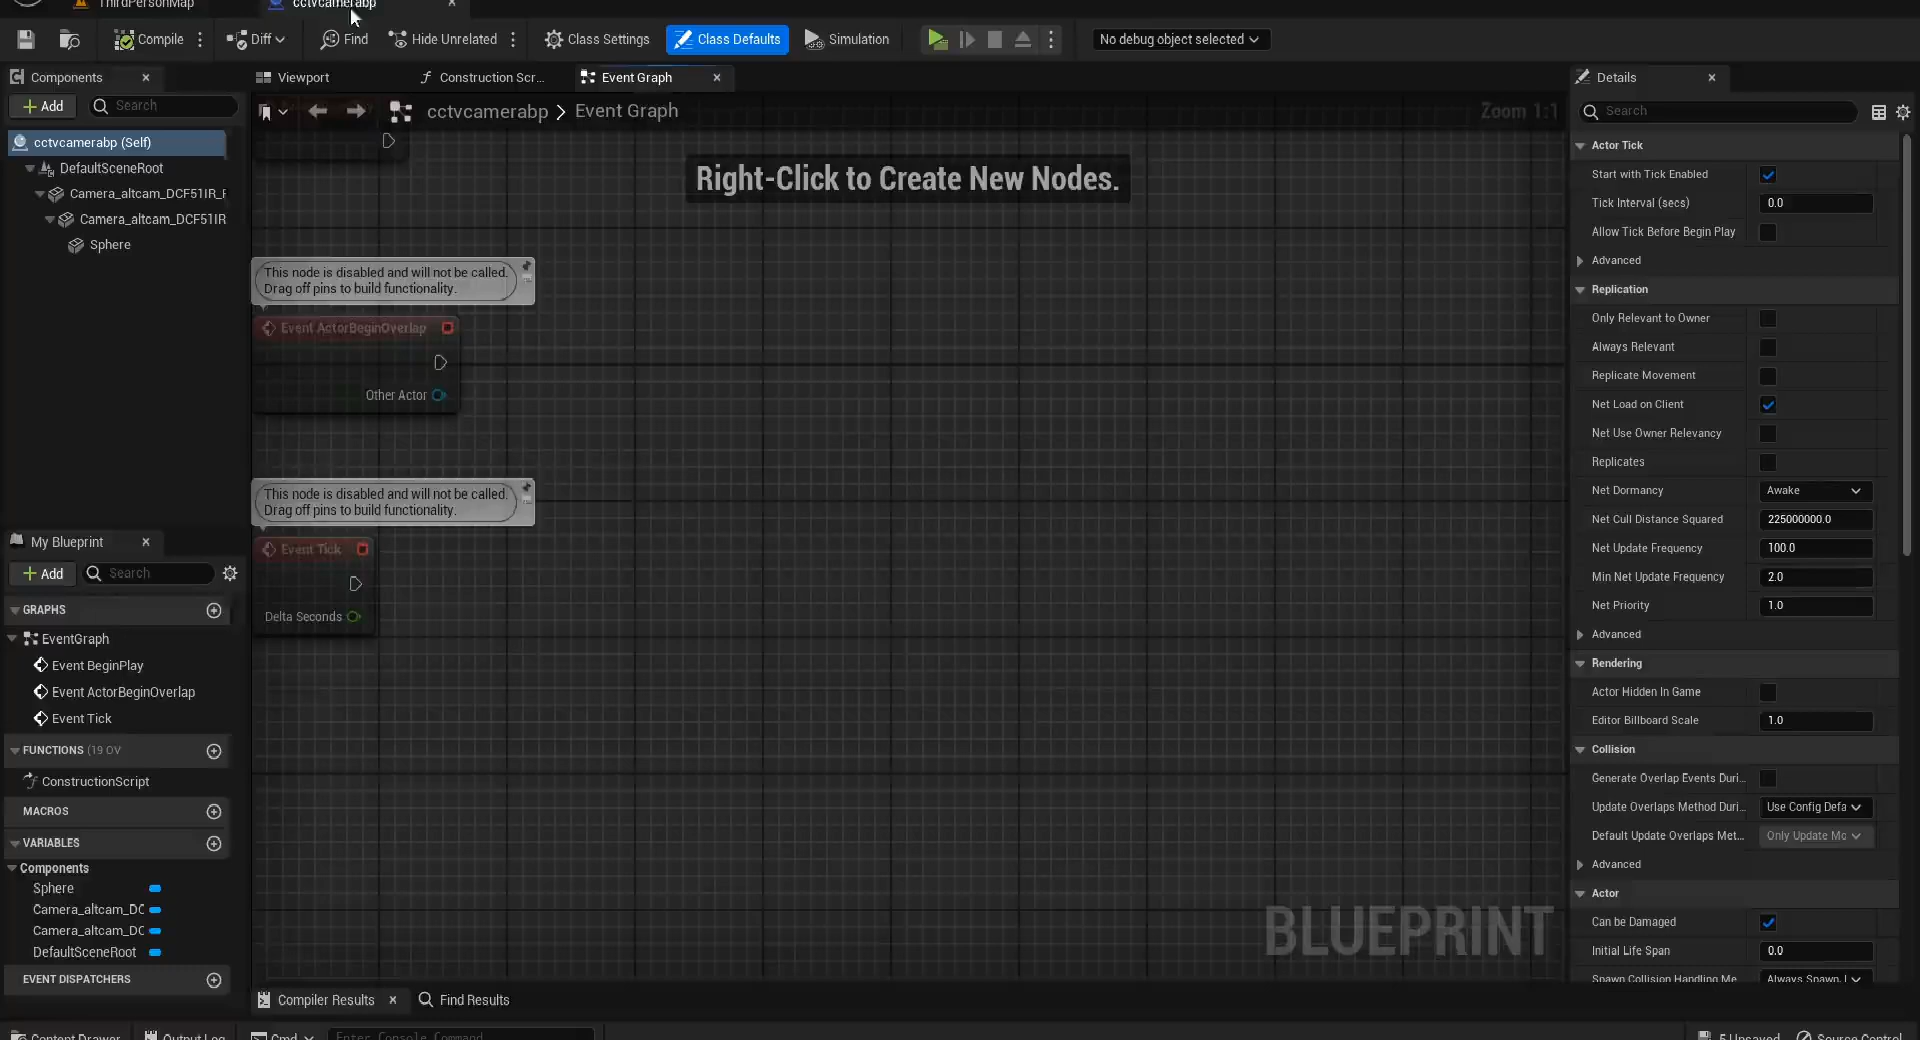 ThirdPersonMap
cctvcamerabp
Compile
Diff
Find
Hide Unrelated
Class Settings
Class Defaults
Simulation
No debug object selected
Components
Add
Search
cctvcamerabp (Self)
DefaultSceneRoot
Camera_altcam_DCF51IR_F
Camera_altcam_DCF51IR
Sphere
My Blueprint
Add
Search
GRAPHS
EventGraph
Event BeginPlay
Event ActorBeginOverlap
Event Tick
FUNCTIONS (19 OV
ConstructionScript
MACROS
VARIABLES
Components
Sphere
Camera_altcam_DC
Camera_altcam_DC
DefaultSceneRoot
EVENT DISPATCHERS
Viewport
Construction Scr...
Event Graph
cctvcamerabp > Event Graph
Zoom 1:1
Right-Click to Create New Nodes.
This node is disabled and will not be called.
Drag off pins to build functionality.
Event ActorBeginOverlap
Other Actor
This node is disabled and will not be called.
Drag off pins to build functionality.
Event Tick
Delta Seconds
BLUEPRINT
Compiler Results
Find Results
Details
Search
Actor Tick
Start with Tick Enabled
Tick Interval (secs) 0.0
Allow Tick Before Begin Play
Advanced
Replication
Only Relevant to Owner
Always Relevant
Replicate Movement
Net Load on Client
Net Use Owner Relevancy
Replicates
Net Dormancy Awake
Net Cull Distance Squared 225000000.0
Net Update Frequency 100.0
Min Net Update Frequency 2.0
Net Priority 1.0
Advanced
Rendering
Actor Hidden In Game
Editor Billboard Scale 1.0
Collision
Generate Overlap Events Duri...
Update Overlaps Method Duri... Use Config Defa
Default Update Overlaps Met... Only Update Mo
Advanced
Actor
Can be Damaged
Initial Life Span 0.0
Spawn Collision Handling Me Always Spawn, I
Content Drawer
Output Log
Cmd
Enter Console Command
5 Unsaved
Source Control